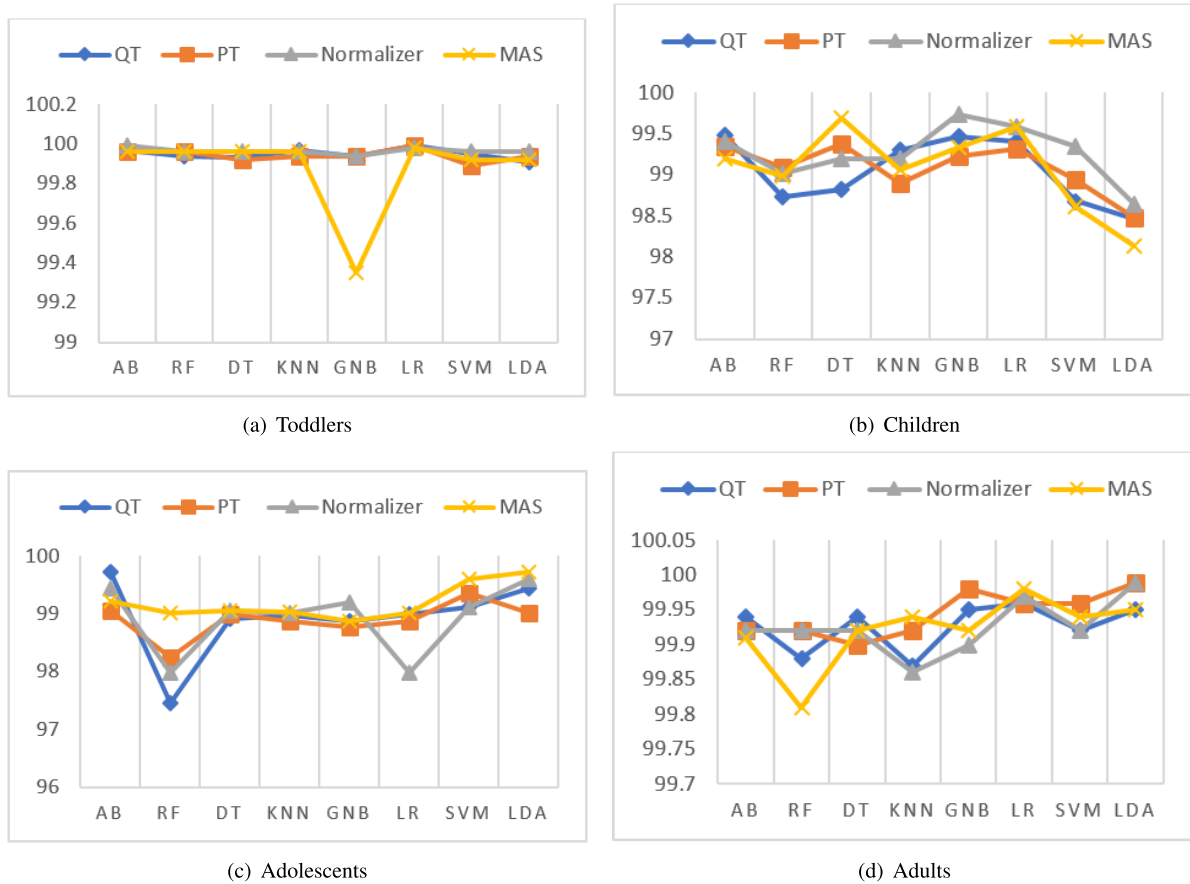 QT PT Normalizer MAS
100.2
100
99.8
99.6
99.4
99.2
99
AB RF DT KNN GNB LR SVM LDA
(a) Toddlers
QT PT Normalizer MAS
100
99.5
99
98.5
98
97.5
97
AB RF DT KNN GNB LR SVM LDA
(b) Children
QT PT Normalizer MAS
100
99
98
97
96
AB RF DT KNN GNB LR SVM LDA
(c) Adolescents
QT PT Normalizer MAS
100.05
100
99.95
99.9
99.85
99.8
99.75
99.7
AB RF DT KNN GNB LR SVM LDA
(d) Adults